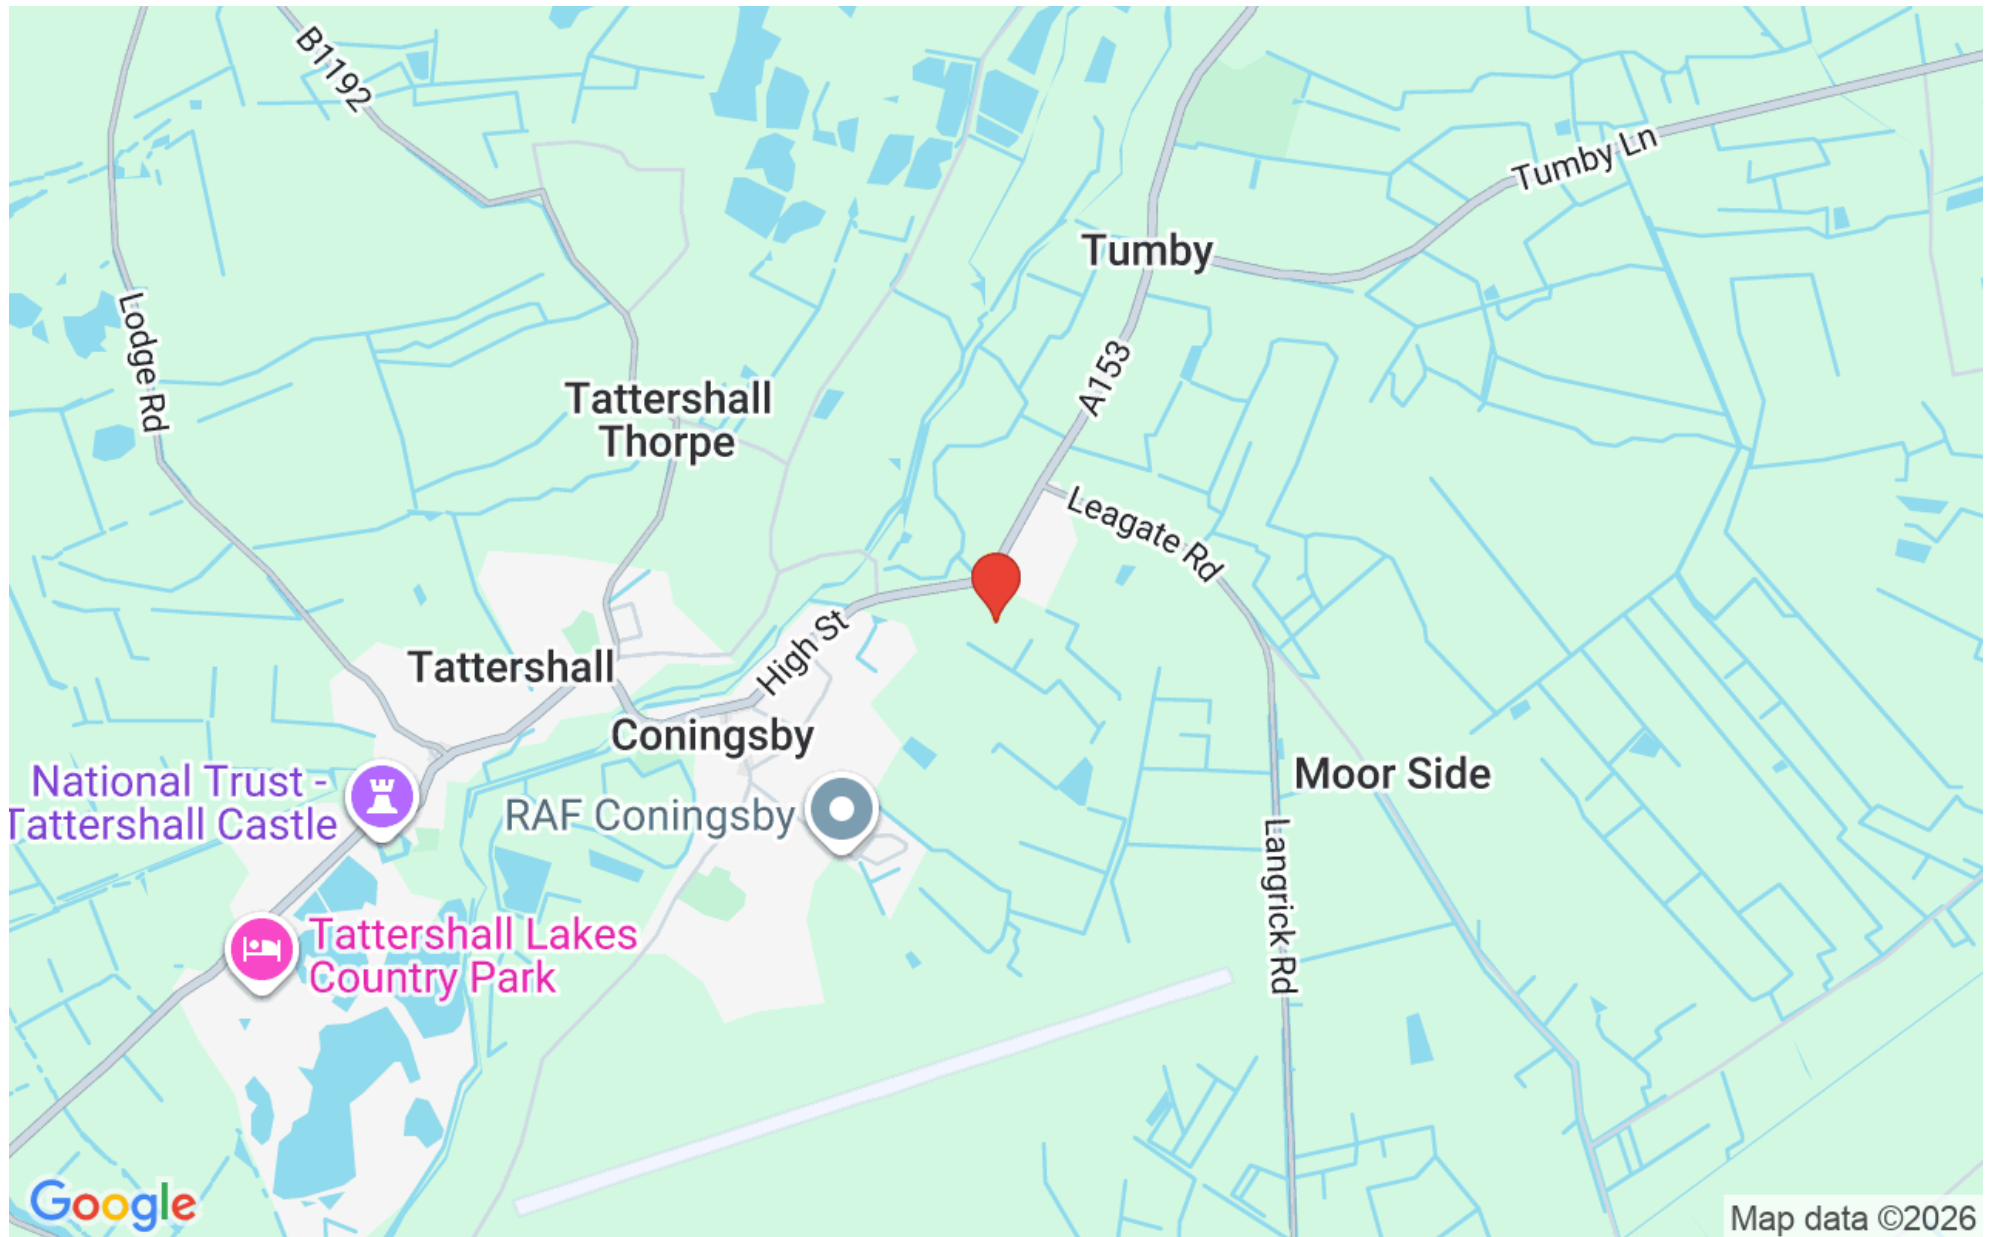 B1192
Tumby Ln
Tumby
Lodge Rd
A153
Tattershall
Thorpe
Leagate Rd
High St
Tattershall
Coningsby
Moor Side
National Trust -
Tattershall Castle
RAF Coningsby
Langrick Rd
Tattershall Lakes
Country Park
Google
Map data ©2026